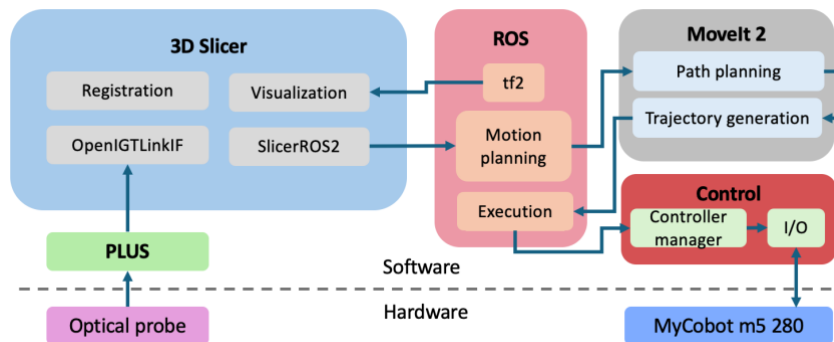 3D Slicer
Registration
Visualization
OpenIGTLinkIF
SlicerROS2
ROS
tf2
Motion
planning
Execution
MoveIt 2
Path planning
Trajectory generation
Control
Controller
manager
I/O
PLUS
Software
Hardware
Optical probe
MyCobot m5 280